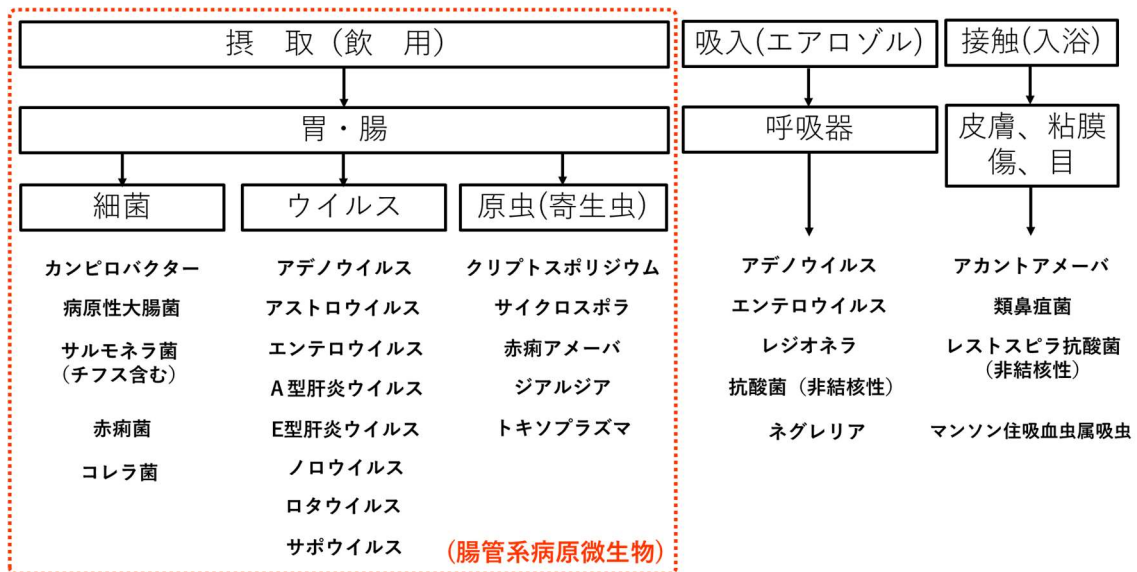 摂　取 (飲　用)
胃・腸
細菌
カンピロバクター
病原性大腸菌
サルモネラ菌
（チフス含む）
赤痢菌
コレラ菌
ウイルス
アデノウイルス
アストロウイルス
エンテロウイルス
A型肝炎ウイルス
E型肝炎ウイルス
ノロウイルス
ロタウイルス
サポウイルス
原虫(寄生虫)
クリプトスポリジウム
サイクロスポラ
赤痢アメーバ
ジアルジア
トキソプラズマ
(腸管系病原微生物)
吸入(エアロゾル)
呼吸器
アデノウイルス
エンテロウイルス
レジオネラ
抗酸菌（非結核性）
ネグレリア
接触(入浴)
皮膚、粘膜
傷、目
アカントアメーバ
類鼻疽菌
レストスピラ抗酸菌
（非結核性）
マンソン住吸血虫属吸虫